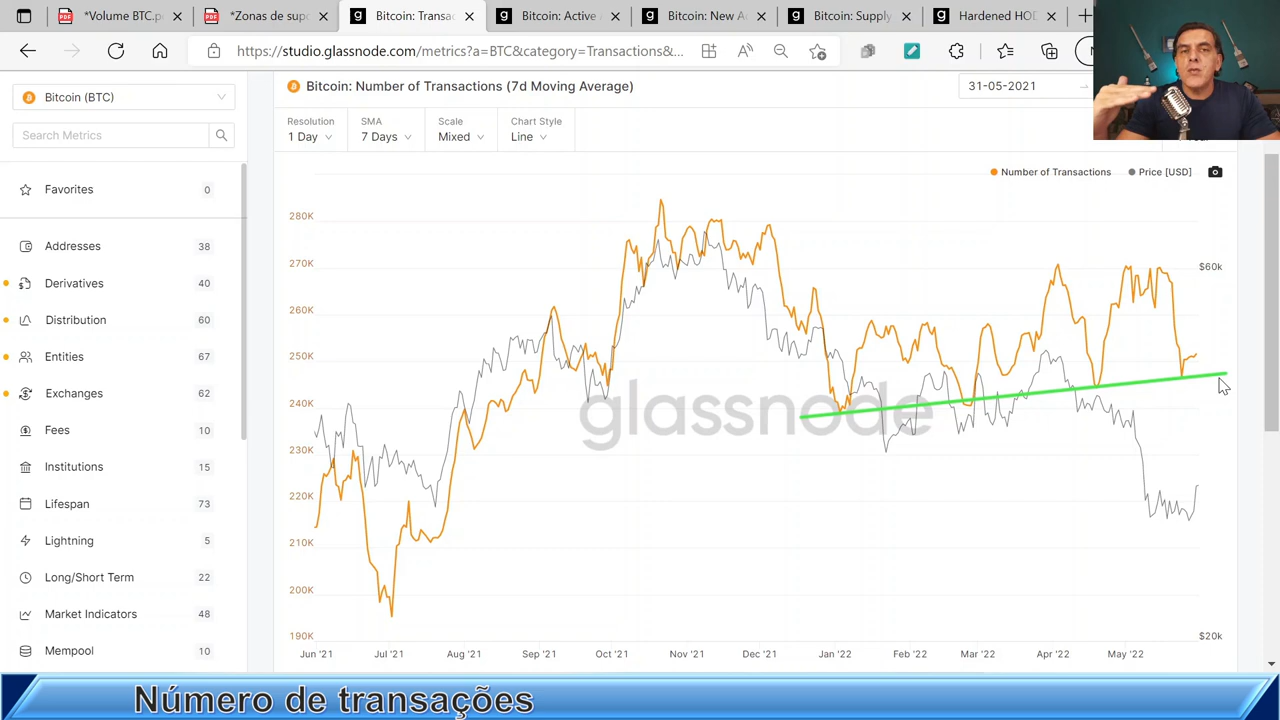 *Volume BTC.p
*Zonas de supo
Bitcoin: Transac
Bitcoin: Active A
Bitcoin: New Ad
Bitcoin: Supply
Hardened HOD
https://studio.glassnode.com/metrics?a=BTC&category=Transactions&...
Bitcoin (BTC)
Search Metrics
Favorites 0
Addresses 38
Derivatives 40
Distribution 60
Entities 67
Exchanges 62
Fees 10
Institutions 15
Lifespan 73
Lightning 5
Long/Short Term 22
Market Indicators 48
Mempool 10
Bitcoin: Number of Transactions (7d Moving Average)
31-05-2021 →
Resolution
1 Day
SMA
7 Days
Scale
Mixed
Chart Style
Line
Number of Transactions
Price [USD]
280K
270K
260K
250K
240K
230K
220K
210K
200K
190K
$60k
$20k
glassnode
Jun '21 Jul '21 Aug '21 Sep '21 Oct '21 Nov '21 Dec '21 Jan '22 Feb '22 Mar '22 Apr '22 May '22
Número de transações